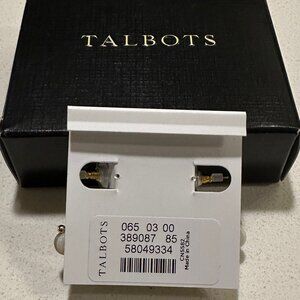 TALBOTS
TALBOTS
065 03 00
389087 85
58049334
Made in China